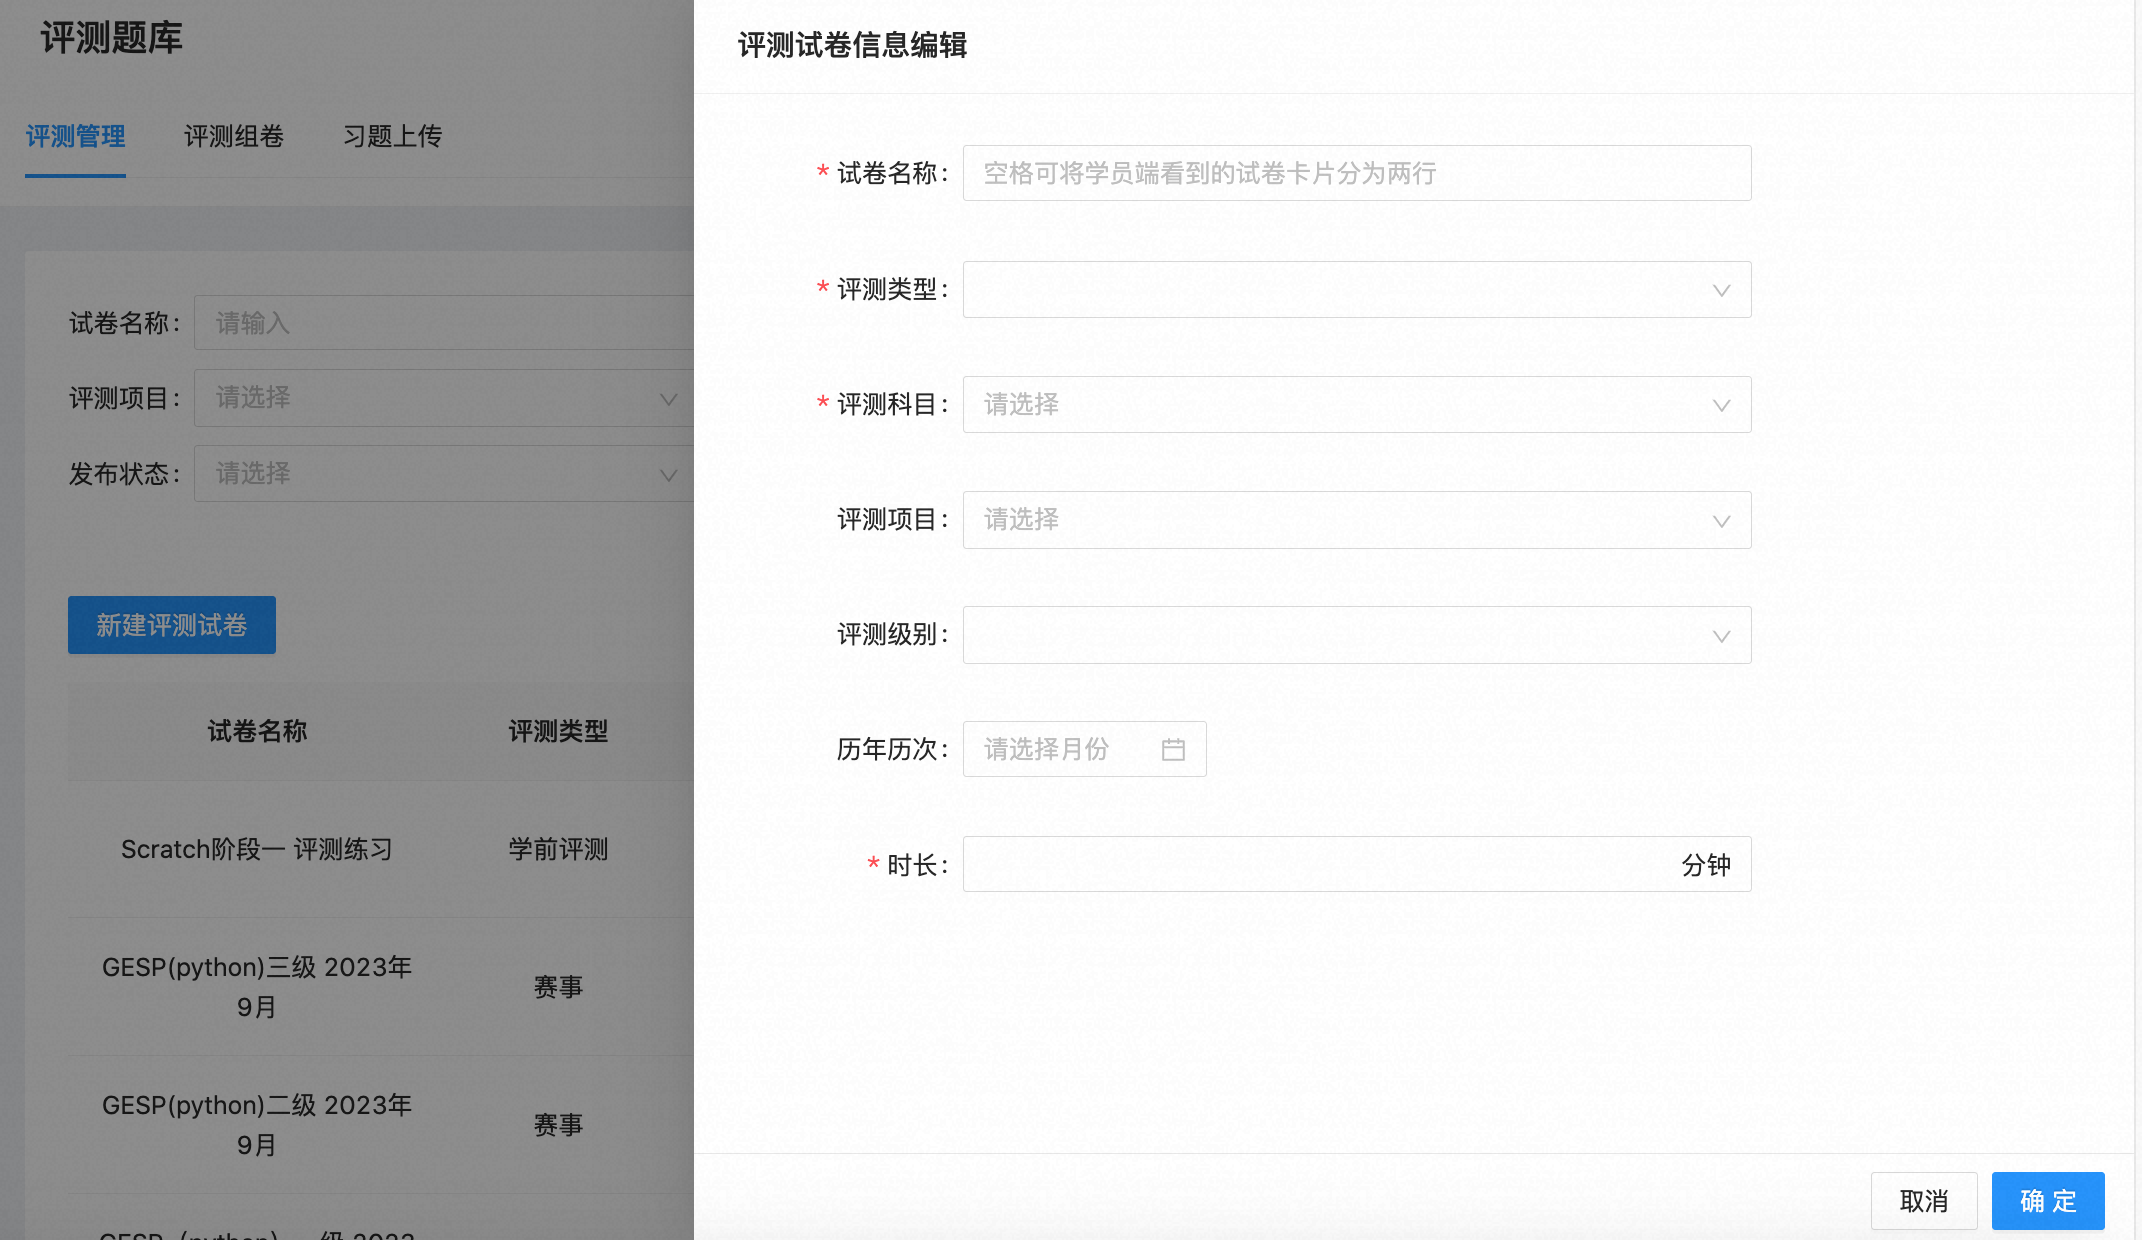 评测题库
评测管理
评测组卷
习题上传
试卷名称:
请输入
评测项目:
请选择
发布状态:
请选择
新建评测试卷
试卷名称
评测类型
Scratch阶段一 评测练习
学前评测
GESP(python)三级 2023年
9月
赛事
GESP(python)二级 2023年
9月
赛事
评测试卷信息编辑
* 试卷名称:
空格可将学员端看到的试卷卡片分为两行
* 评测类型:
* 评测科目:
请选择
评测项目:
请选择
评测级别:
历年历次:
请选择月份
* 时长:
分钟
取消
确 定